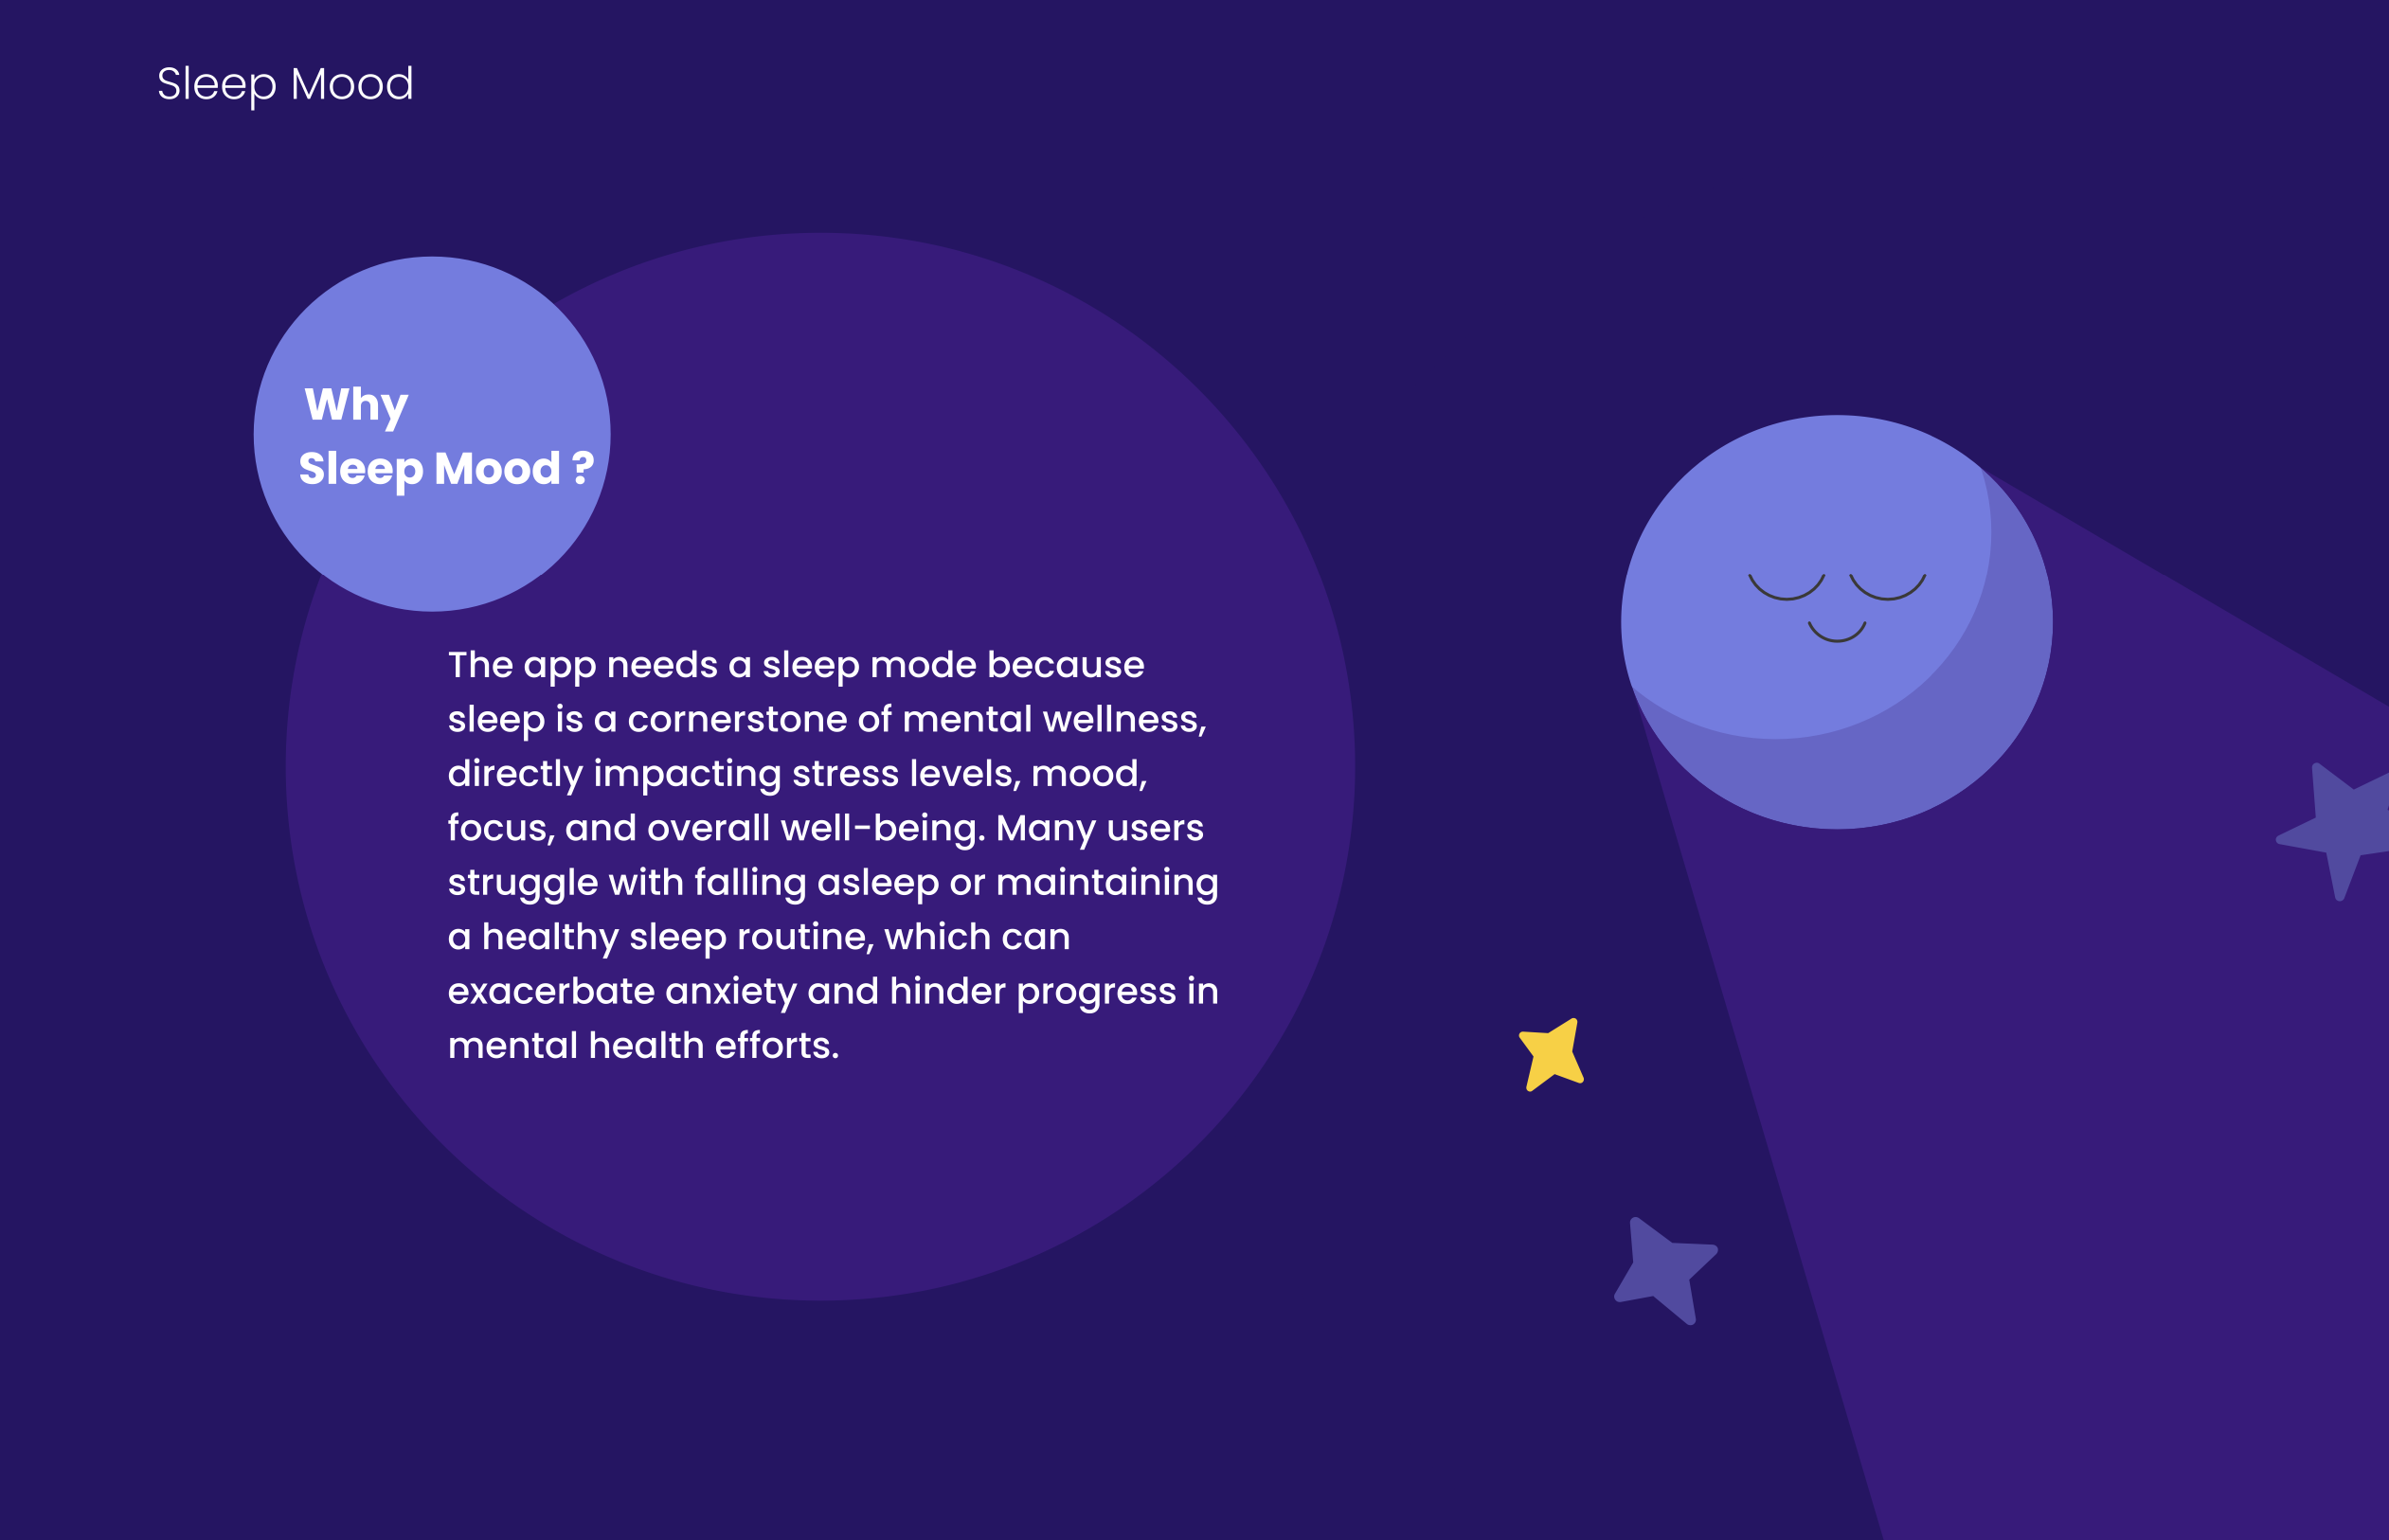 Sleep Mood
Why
Sleep Mood ?
The app needs a sleep mode because
sleep is a cornerstone of mental wellness,
directly impacting stress levels, mood,
focus, and overall well-being. Many users
struggle with falling asleep or maintaining
a healthy sleep routine, which can
exacerbate anxiety and hinder progress in
mental health efforts.